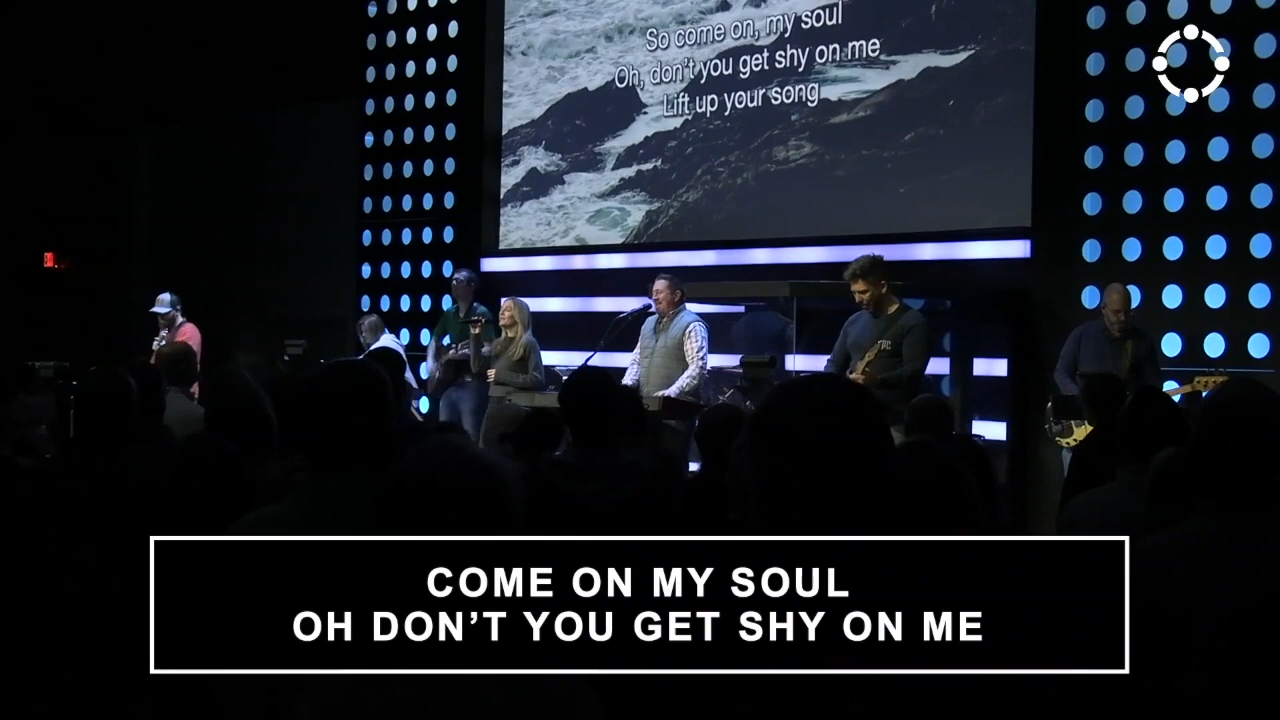 So come on, my soul
Oh, don't you get shy on me
Lift up your song
COME ON MY SOUL
OH DON’T YOU GET SHY ON ME